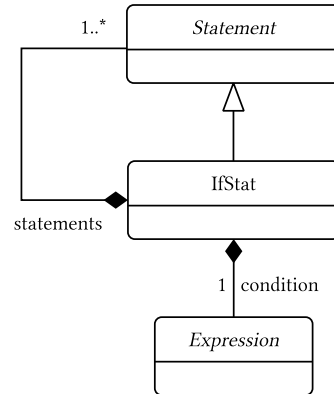 1..*
Statement
IfStat
statements
1 condition
Expression